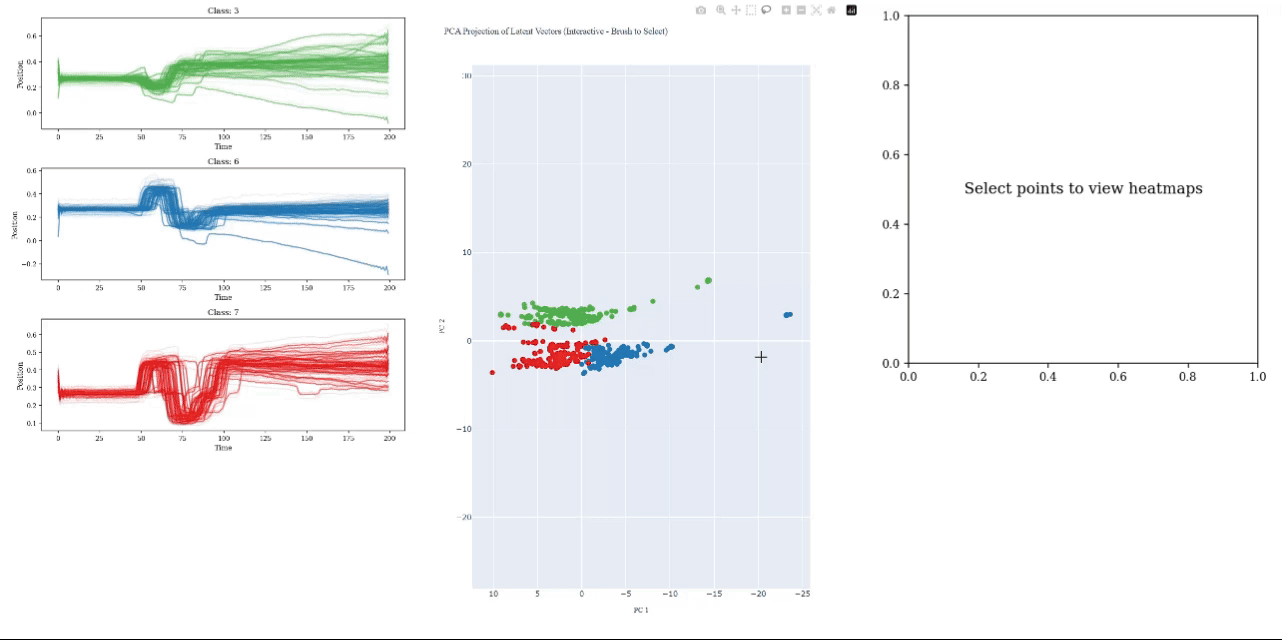 Class: 3
0.6
0.4
0.2
0.0
Position
0 25 50 75 100 125 150 175 200
Time
Class: 6
0.6
0.4
0.2
0.0
−0.2
Position
0 25 50 75 100 125 150 175 200
Time
Class: 7
0.6
0.5
0.4
0.3
0.2
0.1
Position
0 25 50 75 100 125 150 175 200
Time
PCA Projection of Latent Vectors (Interactive - Brush to Select)
30
20
10
0
−10
−20
PC 2
10 5 0 −5 −10 −15 −20 −25
PC 1
1.0
0.8
0.6
0.4
0.2
0.0
Select points to view heatmaps
0.0 0.2 0.4 0.6 0.8 1.0